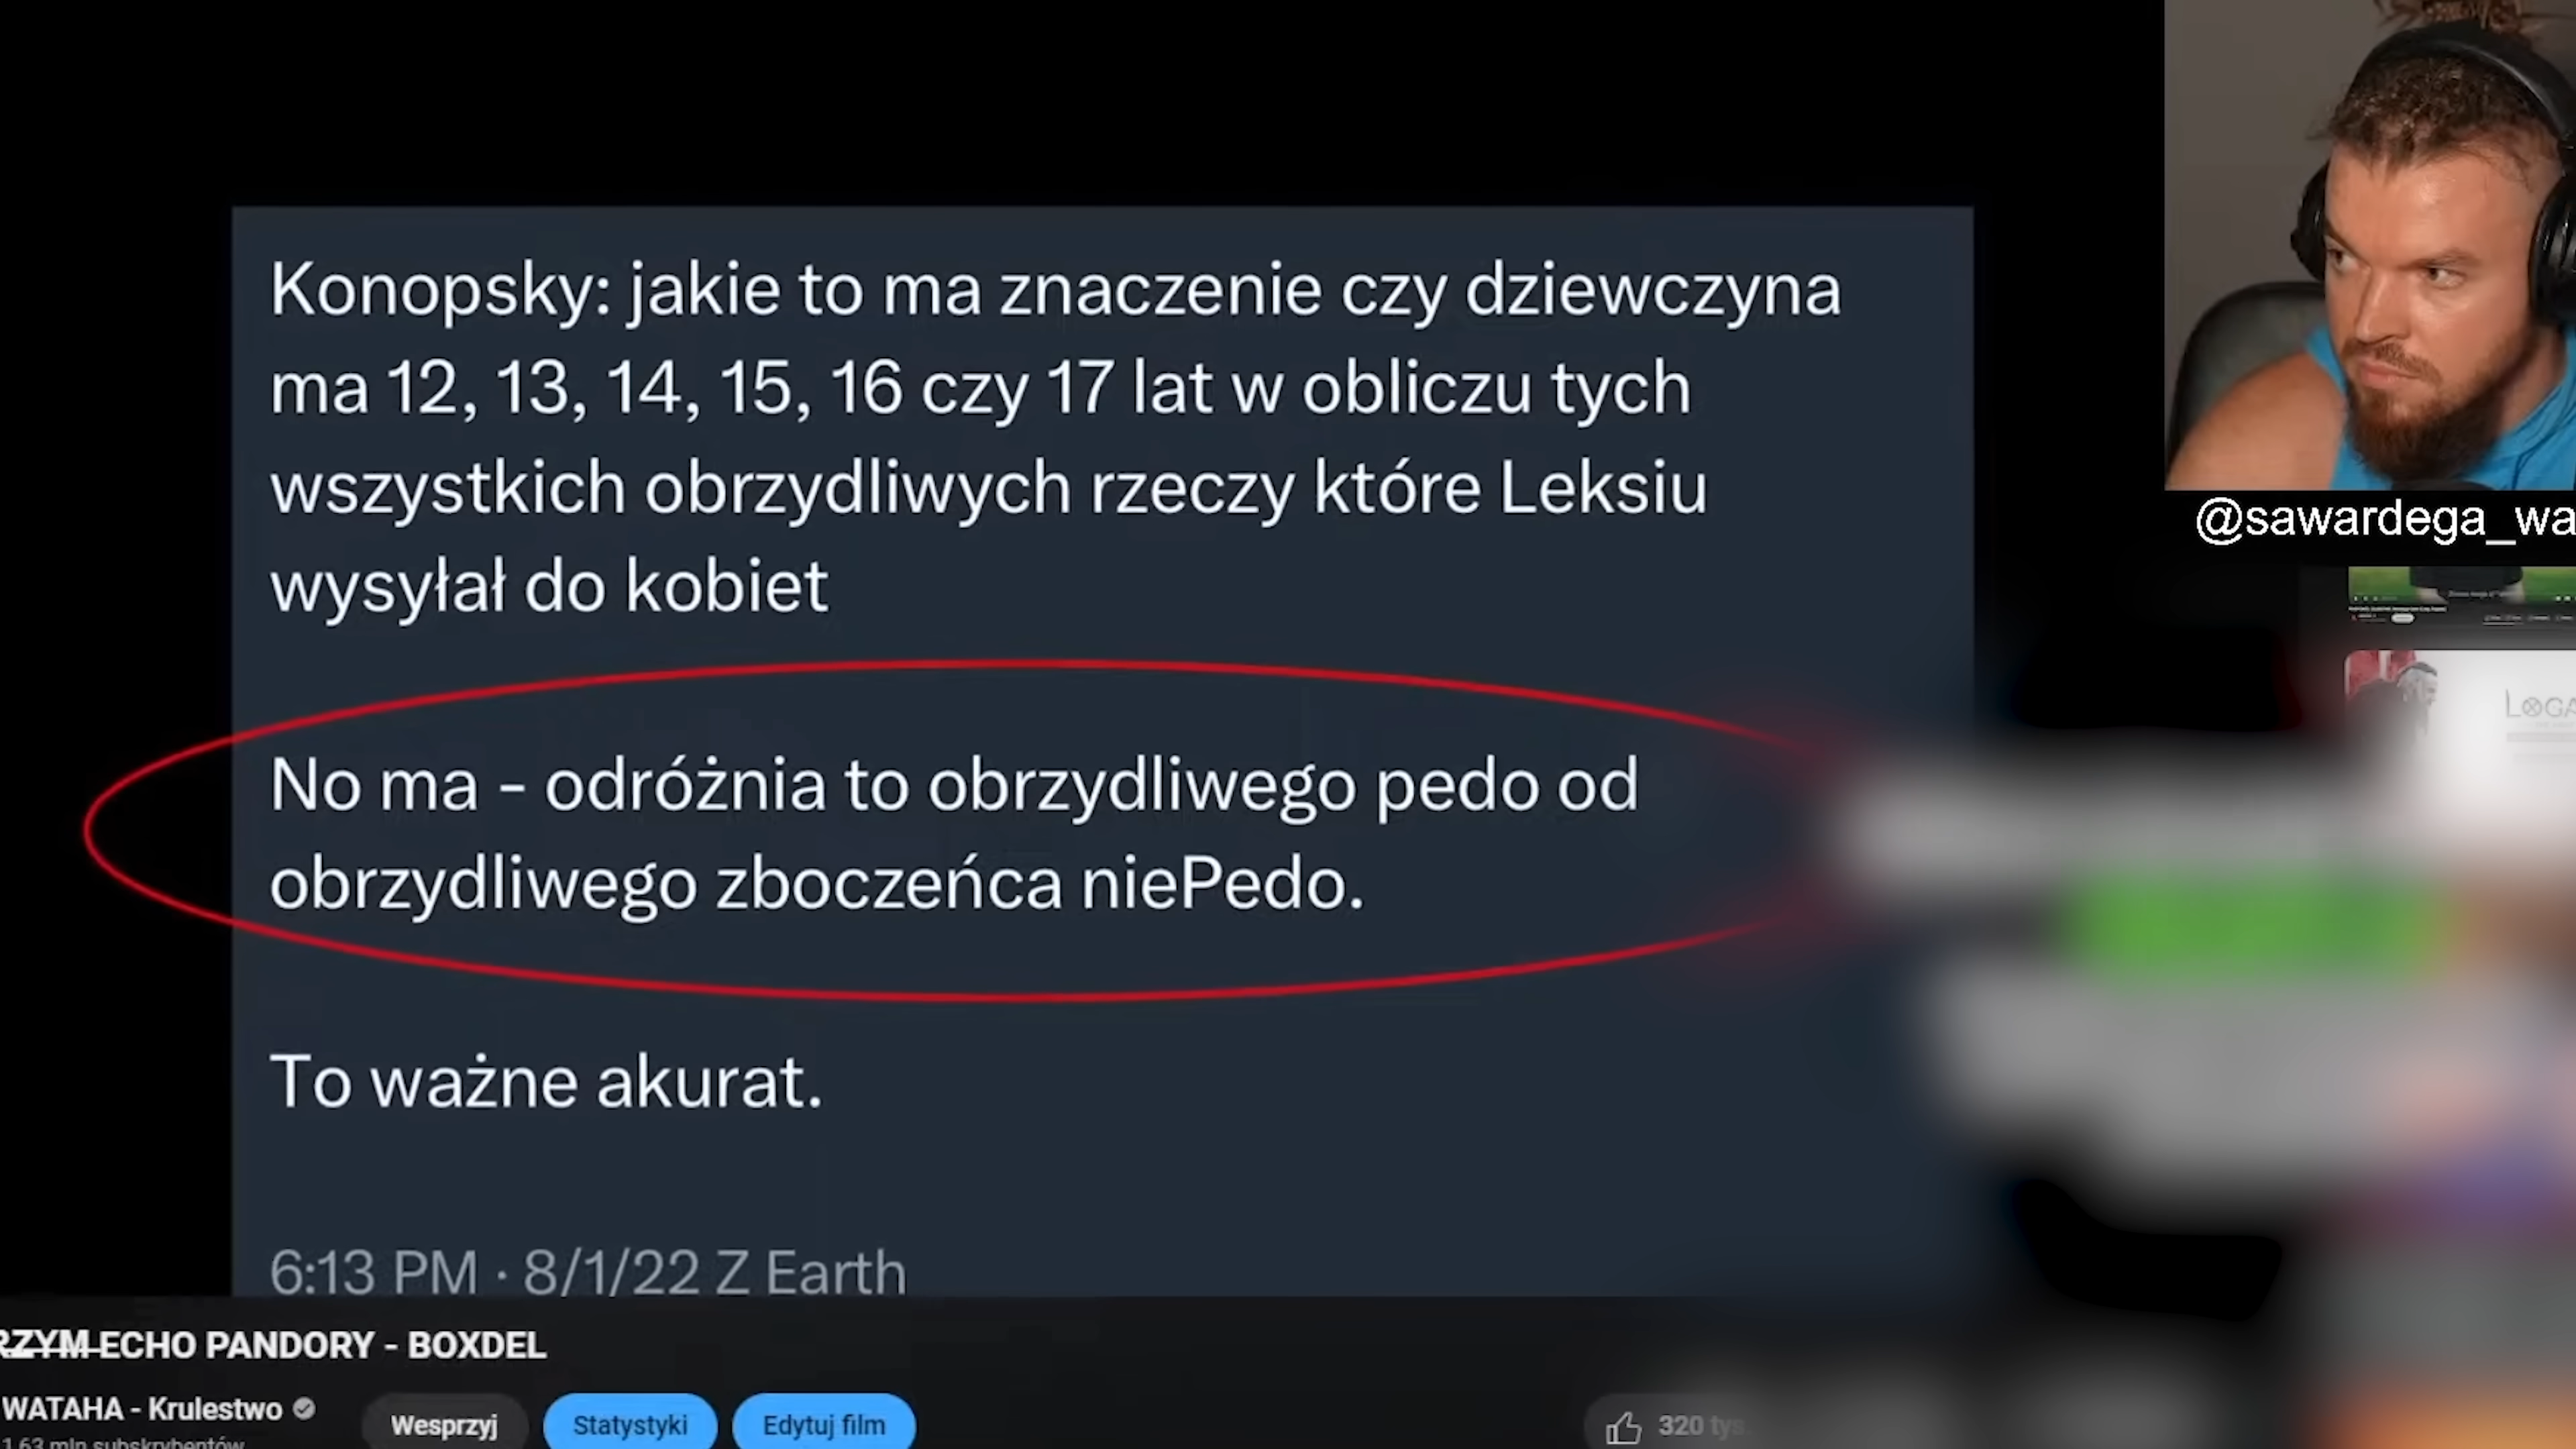 Konopsky: jakie to ma znaczenie czy dziewczyna
ma 12, 13, 14, 15, 16 czy 17 lat w obliczu tych
wszystkich obrzydliwych rzeczy które Leksiu
wysyłał do kobiet
No ma - odróżnia to obrzydliwego pedo od
obrzydliwego zboczeńca niePedo.
To ważne akurat.
6:13 PM · 8/1/22 Z Earth
@sawardega_wa
LOGA
RZYM ECHO PANDORY - BOXDEL
WATAHA - Krulestwo
Wesprzyj
Statystyki
Edytuj film
320 tys.
1,63 mln subskrybentów